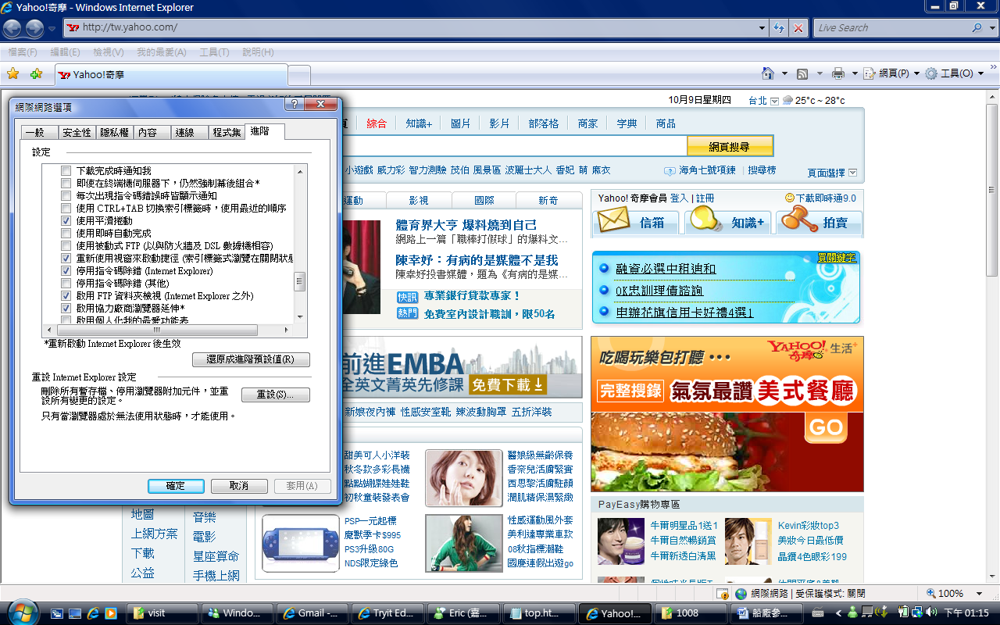 Yahoo!奇摩 - Windows Internet Explorer
http://tw.yahoo.com/
Live Search
檔案(F) 編輯(E) 檢視(V) 我的最愛(A) 工具(T) 說明(H)
Yahoo!奇摩
網頁(P) 工具(O)
10月9日星期四 台北 25°c ~ 28°c
綜合 知識+ 圖片 影片 部落格 商家 字典 商品
網頁搜尋
小遊戲 威力彩 智力測驗 茂伯 風景區 波麗士大人 香妃 萌 麻衣
海角七號項鍊 | 搜尋榜
頁面選擇
網際網路選項
一般 安全性 隱私權 內容 連線 程式集 進階
設定
下載完成時通知我
即使在終端機伺服器下，仍然強制幕後組合*
每次出現指令碼錯誤時皆顯示通知
使用 CTRL+TAB 切換索引標籤時，使用最近的順序
使用平滑捲動
使用即時自動完成
使用被動式 FTP (以與防火牆及 DSL 數據機相容)
重新使用視窗來啟動捷徑 (索引標籤式瀏覽在關閉狀態
停用指令碼除錯 (Internet Explorer)
停用指令碼除錯 (其他)
啟用 FTP 資料夾檢視 (Internet Explorer 之外)
啟用協力廠商瀏覽器延伸*
啟用個人化我的最愛功能表
*重新啟動 Internet Explorer 後生效
還原成進階預設值(R)
重設 Internet Explorer 設定
刪除所有暫存檔、停用瀏覽器附加元件，並重
設所有變更的設定。
重設(S)...
只有當瀏覽器處於無法使用狀態時，才能使用。
確定 取消 套用(A)
運動 影視 國際 新奇
體育界大亨 爆料燒到自己
網路上一篇「職棒打假球」的爆料文...
陳幸妤：有病的是媒體不是我
陳幸妤投書媒體，題為《有病的是媒...
快訊 專業銀行貸款專家！
熱門 免費室內設計職訓，限50名
前進EMBA
全英文菁英先修課 免費下載
新娘夜內褲 性感安室靴 辣波動胸罩 五折洋裝
甜美可人小洋裝
秋冬款多彩長襪
點點蝴蝶娃娃鞋
初秋童裝發表會
醫娘級無齡保養
香奈兒活膚緊實
西思黎活膚駐顏
潤肌精保濕緊緻
PSP一元起標
魔獸季卡$995
PS3升級80G
NDS限定綠色
性感運動風外套
美利達專業車款
08秋指標潮鞋
國慶連假出遊go
Yahoo! 奇摩會員 登入 | 註冊
下載即時通9.0
信箱 知識+ 拍賣
買關鍵字
融資必選中租迪和
OK忠訓理債諮詢
申辦花旗信用卡好禮4選1
YAHOO!奇摩 生活+
吃喝玩樂包打聽 •••
完整搜錄 氣氛最讚 美式餐廳
GO
PayEasy購物專區
牛爾明星品1送1
牛爾自然暢銷賞
牛爾新透白清黑
Kevin彩妝top3
美妝今日最低價
晶鑽4色眼彩199
地圖
上網方案
下載
公益
音樂
電影
星座算命
手機上網
網際網路 | 受保護模式: 關閉
100%
visit
Windo...
Gmail -...
Tryit Ed...
Eric (嘉...
top.ht...
Yahoo!...
1008
船廠參...
下午 01:15